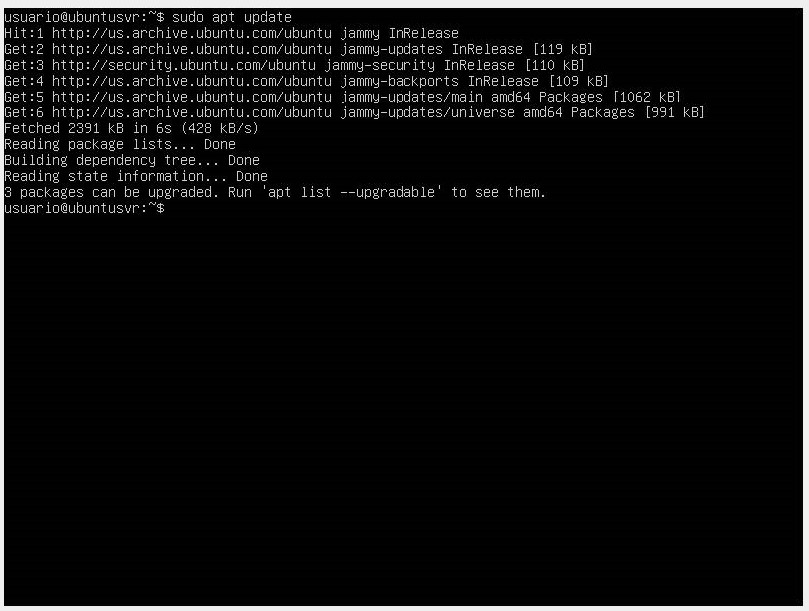 usuario@ubuntusvr:~$ sudo apt update
Hit:1 http://us.archive.ubuntu.com/ubuntu jammy InRelease
Get:2 http://us.archive.ubuntu.com/ubuntu jammy-updates InRelease [119 kB]
Get:3 http://security.ubuntu.com/ubuntu jammy-security InRelease [110 kB]
Get:4 http://us.archive.ubuntu.com/ubuntu jammy-backports InRelease [109 kB]
Get:5 http://us.archive.ubuntu.com/ubuntu jammy-updates/main amd64 Packages [1062 kB]
Get:6 http://us.archive.ubuntu.com/ubuntu jammy-updates/universe amd64 Packages [991 kB]
Fetched 2391 kB in 6s (428 kB/s)
Reading package lists... Done
Building dependency tree... Done
Reading state information... Done
3 packages can be upgraded. Run 'apt list --upgradable' to see them.
usuario@ubuntusvr:~$